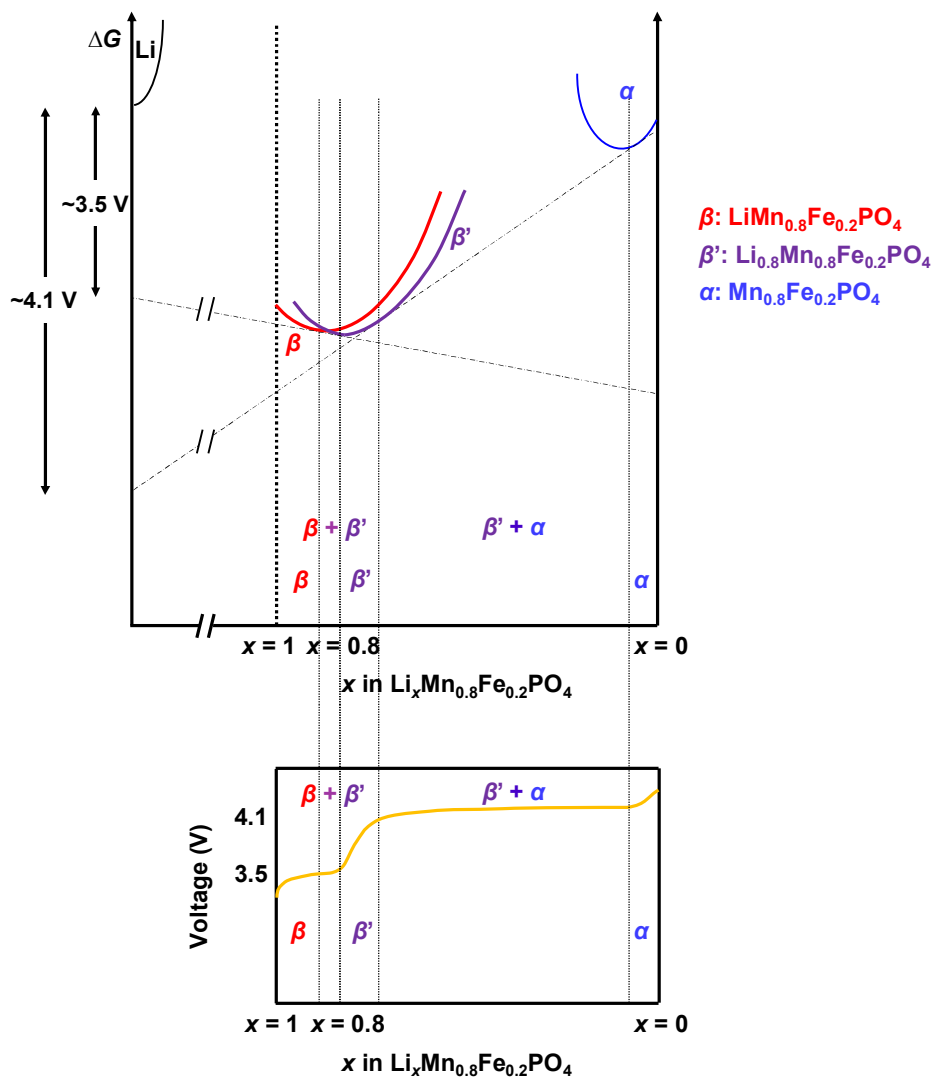 ΔG
Li
α
~3.5 V
β'
β: LiMn₀.₈Fe₀.₂PO₄
β': Li₀.₈Mn₀.₈Fe₀.₂PO₄
α: Mn₀.₈Fe₀.₂PO₄
~4.1 V
β
β + β' β' + α
β β' α
x = 1 x = 0.8 x = 0
x in LiₓMn₀.₈Fe₀.₂PO₄
β + β' β' + α
4.1
3.5
Voltage (V)
β β' α
x = 1 x = 0.8 x = 0
x in LiₓMn₀.₈Fe₀.₂PO₄